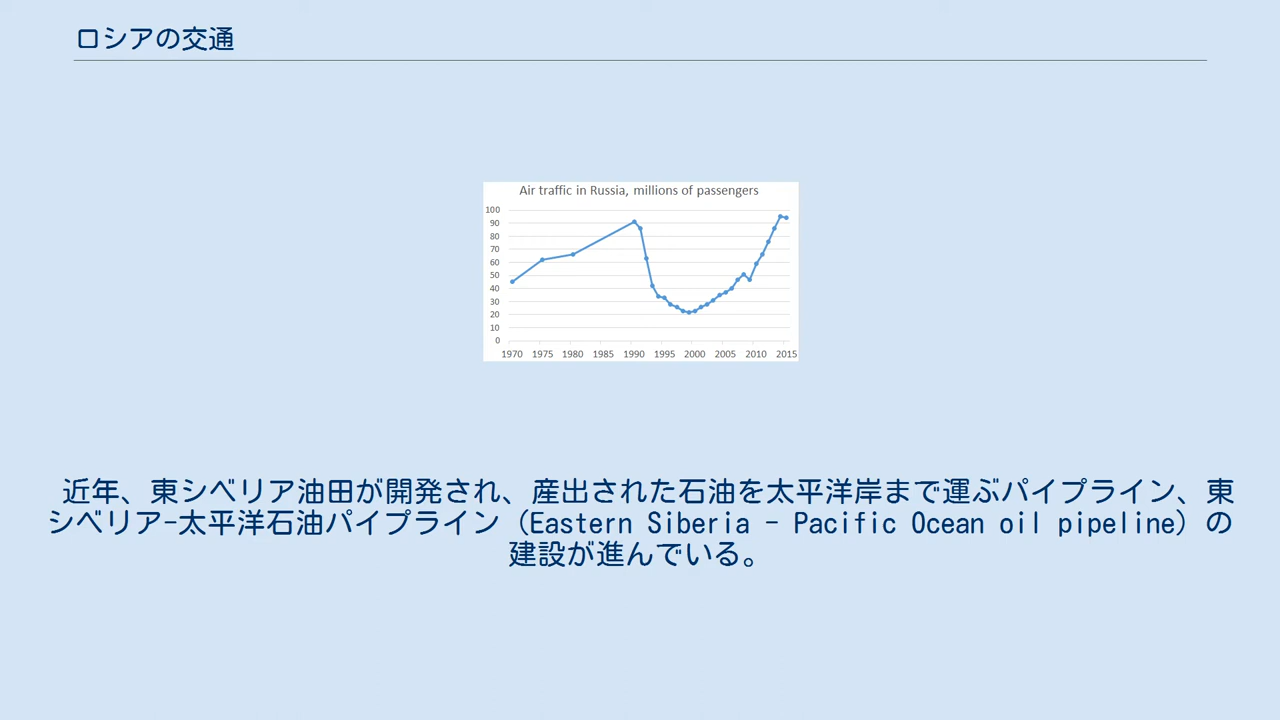 ロシアの交通
Air traffic in Russia, millions of passengers
100
90
80
70
60
50
40
30
20
10
0
1970 1975 1980 1985 1990 1995 2000 2005 2010 2015
近年、東シベリア油田が開発され、産出された石油を太平洋岸まで運ぶパイプライン、東
シベリア-太平洋石油パイプライン（Eastern Siberia - Pacific Ocean oil pipeline）の
建設が進んでいる。